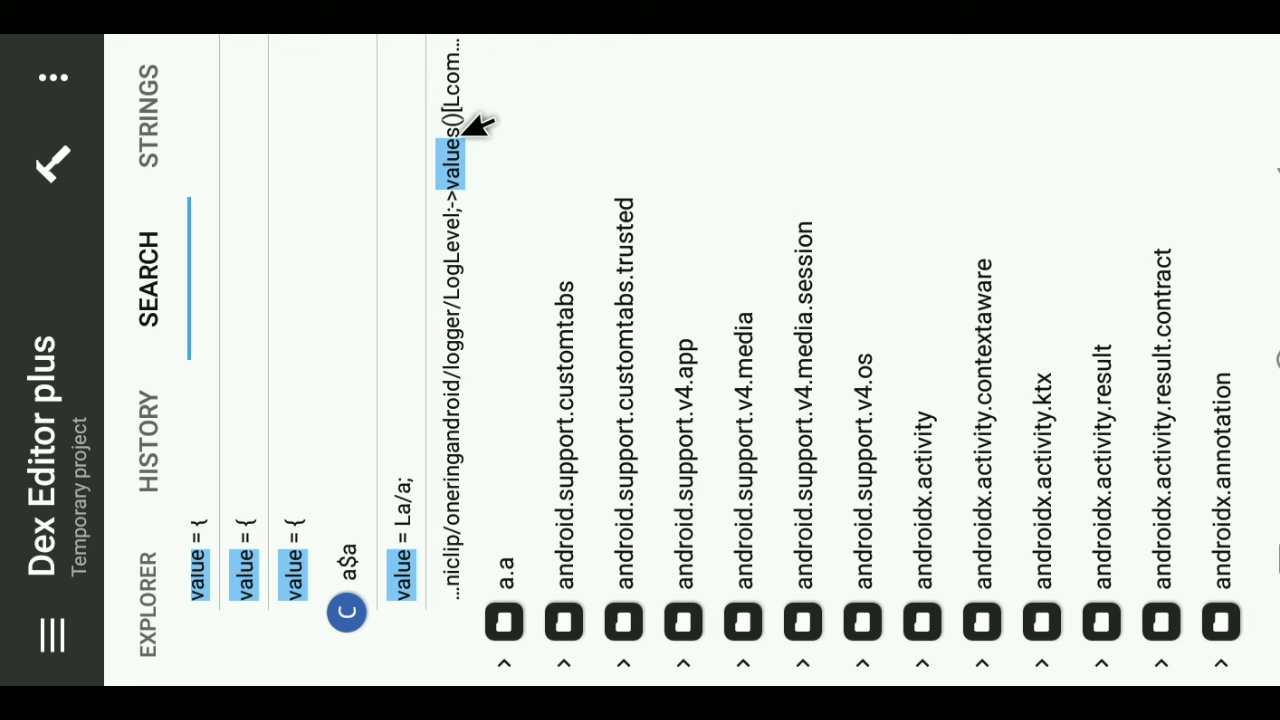 Dex Editor plus
Temporary project
EXPLORER
HISTORY
SEARCH
STRINGS
value = {
value = {
value = {
C
a$a
value = La/a;
...niclip/oneringandroid/logger/LogLevel;->values()[Lcom...
a.a
android.support.customtabs
android.support.customtabs.trusted
android.support.v4.app
android.support.v4.media
android.support.v4.media.session
android.support.v4.os
androidx.activity
androidx.activity.contextaware
androidx.activity.ktx
androidx.activity.result
androidx.activity.result.contract
androidx.annotation